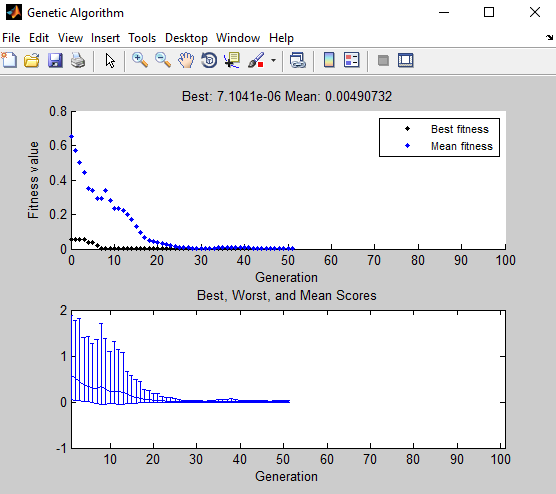 Genetic Algorithm
File Edit View Insert Tools Desktop Window Help
Best: 7.1041e-06 Mean: 0.00490732
0.8
0.6
0.4
0.2
0
Fitness value
Best fitness
Mean fitness
0 10 20 30 40 50 60 70 80 90 100
Generation
Best, Worst, and Mean Scores
2
1
0
-1
10 20 30 40 50 60 70 80 90 100
Generation